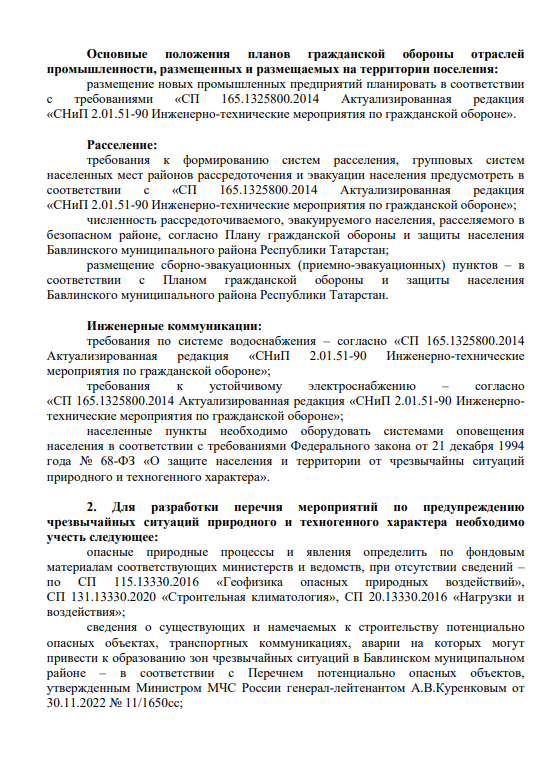 Основные положения планов гражданской обороны отраслей
промышленности, размещенных и размещаемых на территории поселения:
размещение новых промышленных предприятий планировать в соответствии
с требованиями «СП 165.1325800.2014 Актуализированная редакция
«СНиП 2.01.51-90 Инженерно-технические мероприятия по гражданской обороне».
Расселение:
требования к формированию систем расселения, групповых систем
населенных мест районов рассредоточения и эвакуации населения предусмотреть в
соответствии с «СП 165.1325800.2014 Актуализированная редакция
«СНиП 2.01.51-90 Инженерно-технические мероприятия по гражданской обороне»;
численность рассредоточиваемого, эвакуируемого населения, расселяемого в
безопасном районе, согласно Плану гражданской обороны и защиты населения
Бавлинского муниципального района Республики Татарстан;
размещение сборно-эвакуационных (приемно-эвакуационных) пунктов – в
соответствии с Планом гражданской обороны и защиты населения
Бавлинского муниципального района Республики Татарстан.
Инженерные коммуникации:
требования по системе водоснабжения – согласно «СП 165.1325800.2014
Актуализированная редакция «СНиП 2.01.51-90 Инженерно-технические
мероприятия по гражданской обороне»;
требования к устойчивому электроснабжению – согласно
«СП 165.1325800.2014 Актуализированная редакция «СНиП 2.01.51-90 Инженерно-
технические мероприятия по гражданской обороне»;
населенные пункты необходимо оборудовать системами оповещения
населения в соответствии с требованиями Федерального закона от 21 декабря 1994
года № 68-ФЗ «О защите населения и территории от чрезвычайны ситуаций
природного и техногенного характера».
2. Для разработки перечня мероприятий по предупреждению
чрезвычайных ситуаций природного и техногенного характера необходимо
учесть следующее:
опасные природные процессы и явления определить по фондовым
материалам соответствующих министерств и ведомств, при отсутствии сведений –
по СП 115.13330.2016 «Геофизика опасных природных воздействий»,
СП 131.13330.2020 «Строительная климатология», СП 20.13330.2016 «Нагрузки и
воздействия»;
сведения о существующих и намечаемых к строительству потенциально
опасных объектах, транспортных коммуникациях, аварии на которых могут
привести к образованию зон чрезвычайных ситуаций в Бавлинском муниципальном
районе – в соответствии с Перечнем потенциально опасных объектов,
утвержденным Министром МЧС России генерал-лейтенантом А.В.Куренковым от
30.11.2022 № 11/1650сс;